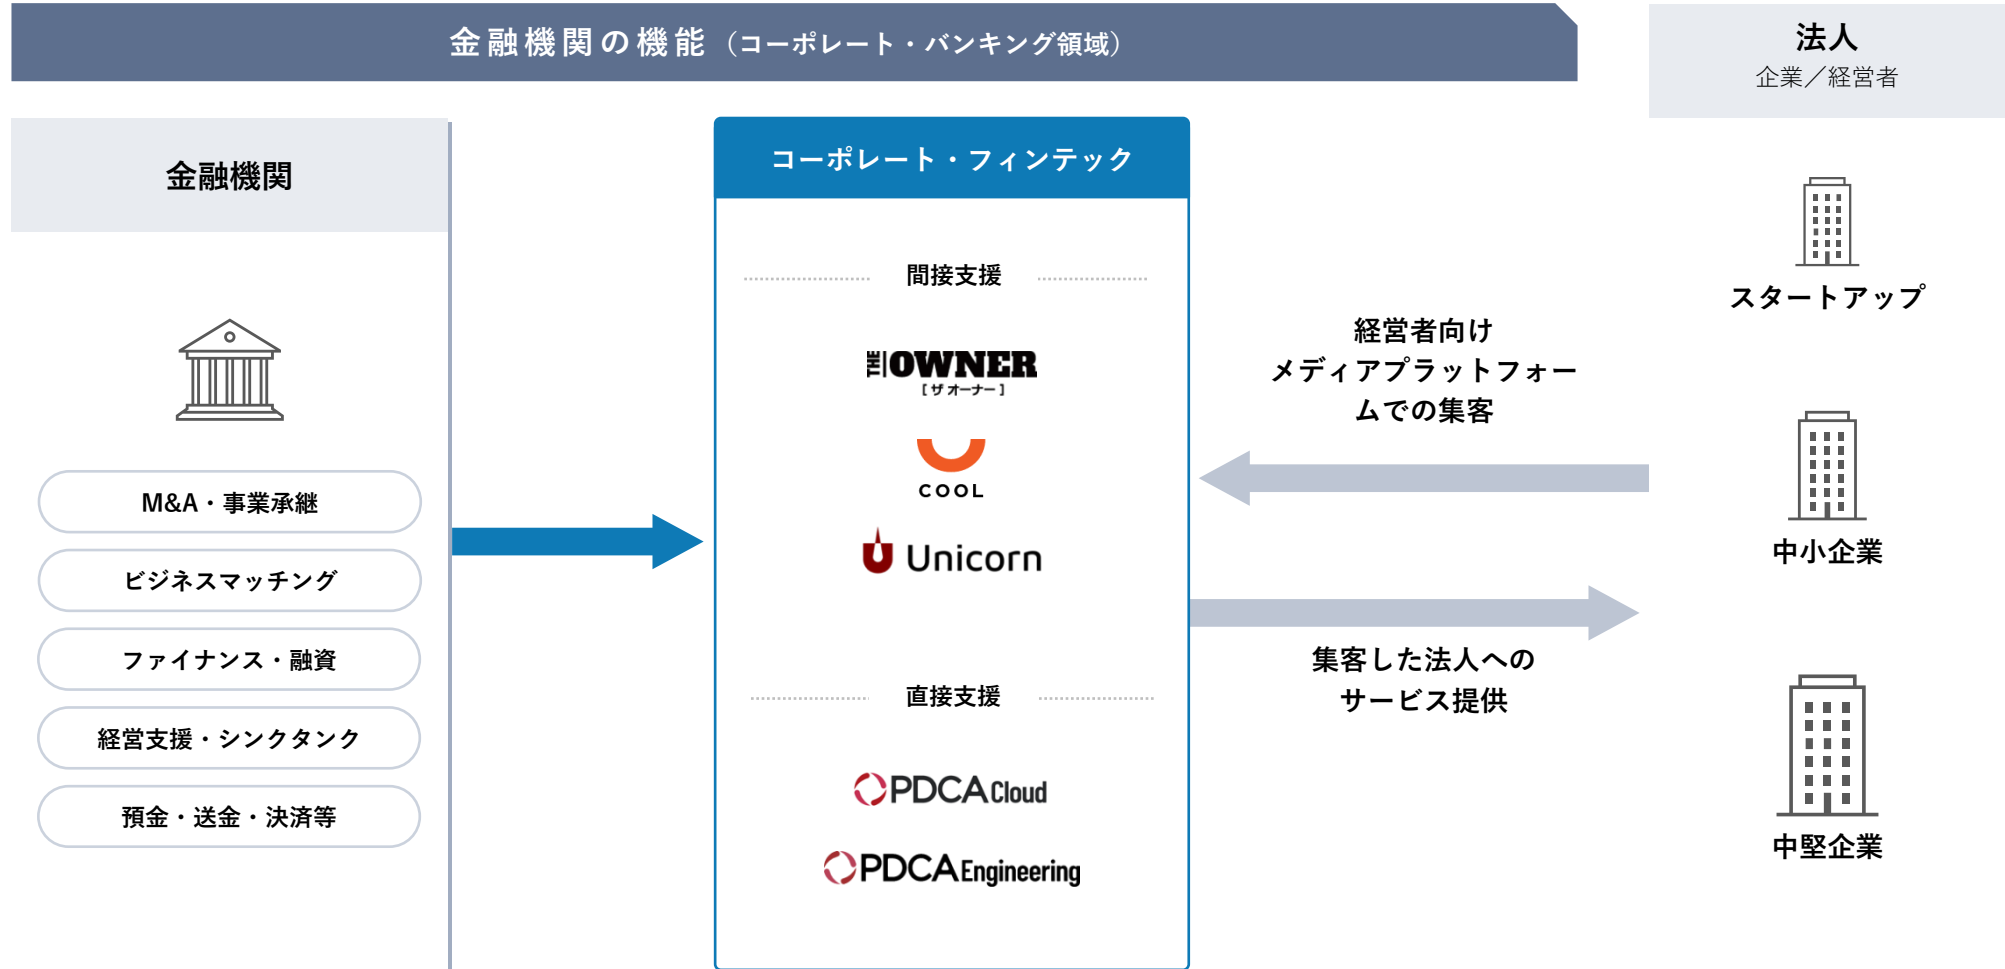 金融機関の機能（コーポレート・バンキング領域）
法人
企業／経営者
金融機関
M&A・事業承継
ビジネスマッチング
ファイナンス・融資
経営支援・シンクタンク
預金・送金・決済等
コーポレート・フィンテック
間接支援
THE OWNER
[ ザ オーナー ]
COOL
Unicorn
直接支援
PDCA Cloud
PDCA Engineering
経営者向け
メディアプラットフォー
ムでの集客
集客した法人への
サービス提供
スタートアップ
中小企業
中堅企業